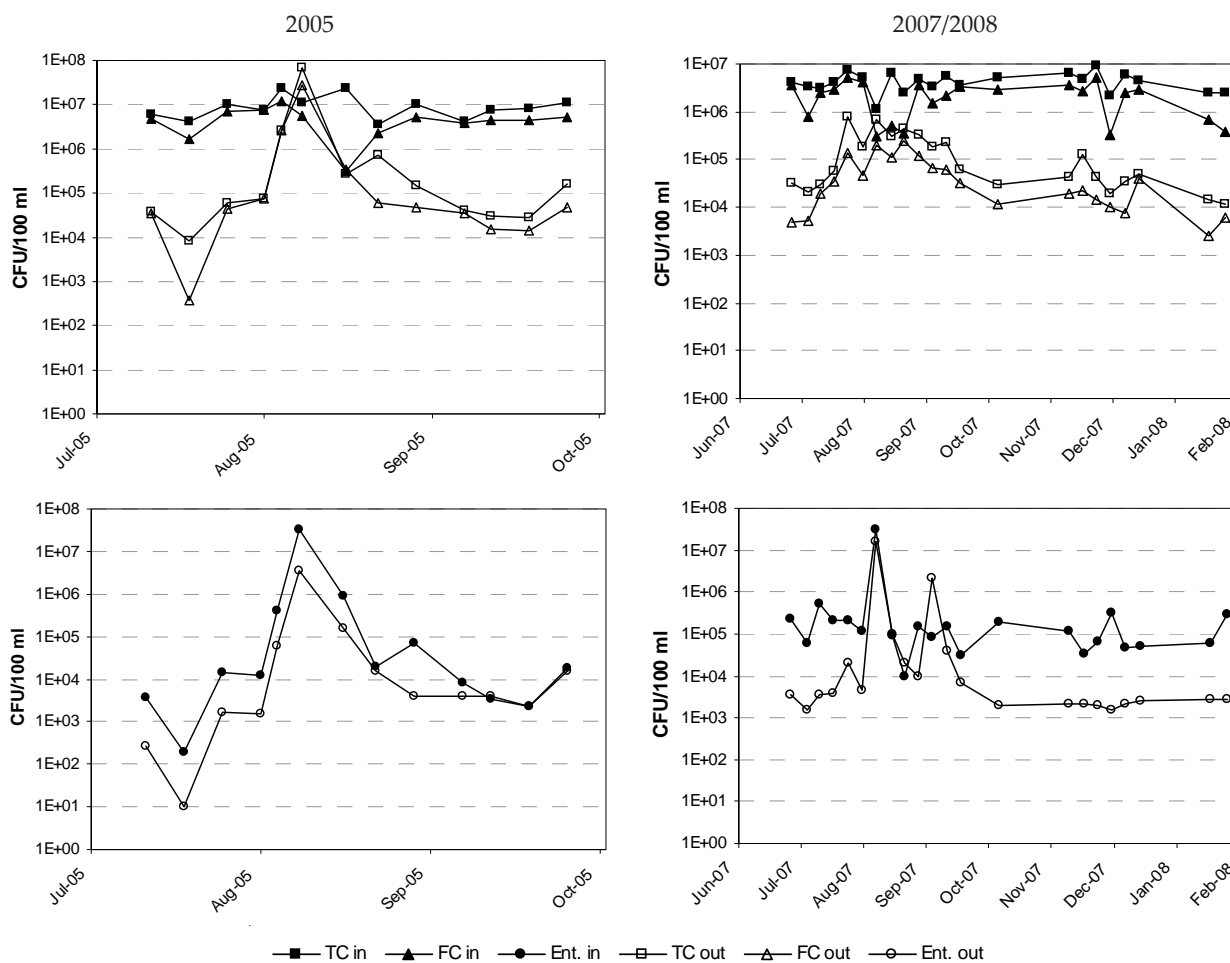 2005
2007/2008
CFU/100 ml
1E+08
1E+07
1E+06
1E+05
1E+04
1E+03
1E+02
1E+01
1E+00
Jul-05
Aug-05
Sep-05
Oct-05
CFU/100 ml
1E+07
1E+06
1E+05
1E+04
1E+03
1E+02
1E+01
1E+00
Jun-07
Jul-07
Aug-07
Sep-07
Oct-07
Nov-07
Dec-07
Jan-08
Feb-08
CFU/100 ml
1E+08
1E+07
1E+06
1E+05
1E+04
1E+03
1E+02
1E+01
1E+00
Jul-05
Aug-05
Sep-05
Oct-05
CFU/100 ml
1E+08
1E+07
1E+06
1E+05
1E+04
1E+03
1E+02
1E+01
1E+00
Jun-07
Jul-07
Aug-07
Sep-07
Oct-07
Nov-07
Dec-07
Jan-08
Feb-08
TC in FC in Ent. in TC out FC out Ent. out